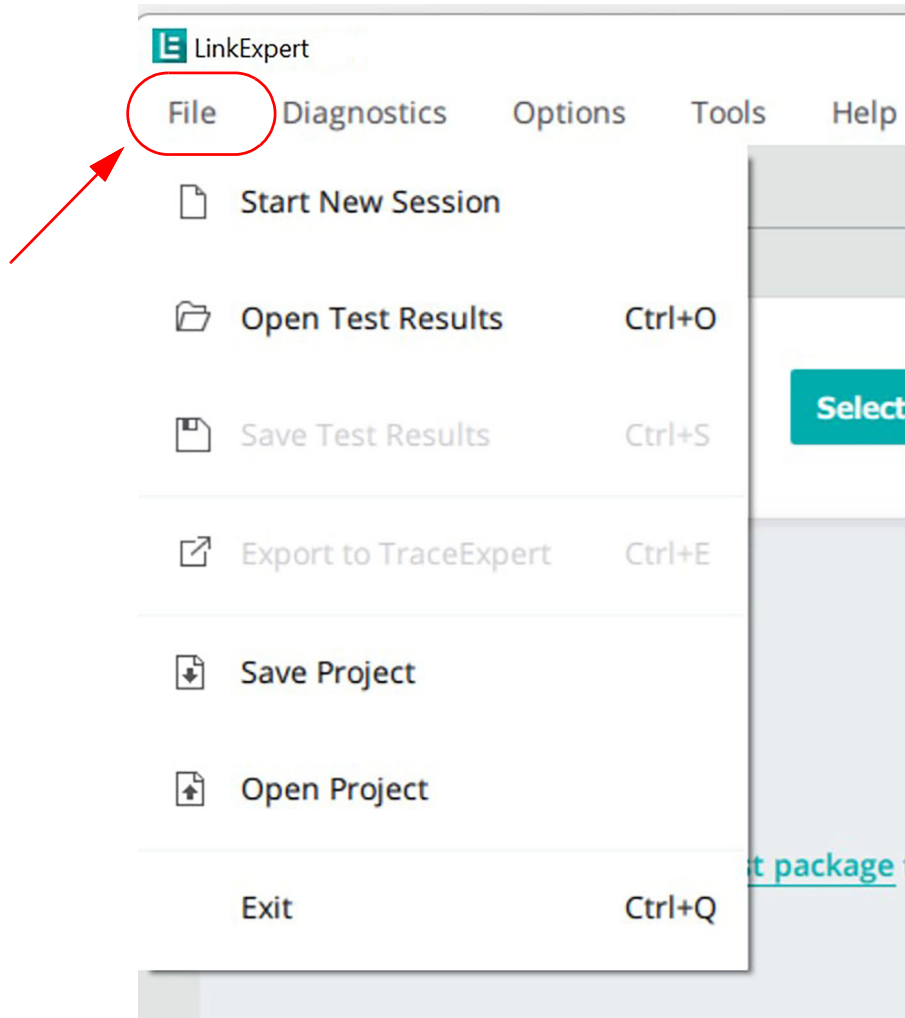 LinkExpert
File Diagnostics Options Tools Help
Start New Session
Open Test Results Ctrl+O
Save Test Results Ctrl+S
Select
Export to TraceExpert Ctrl+E
Save Project
Open Project
package
Exit Ctrl+Q